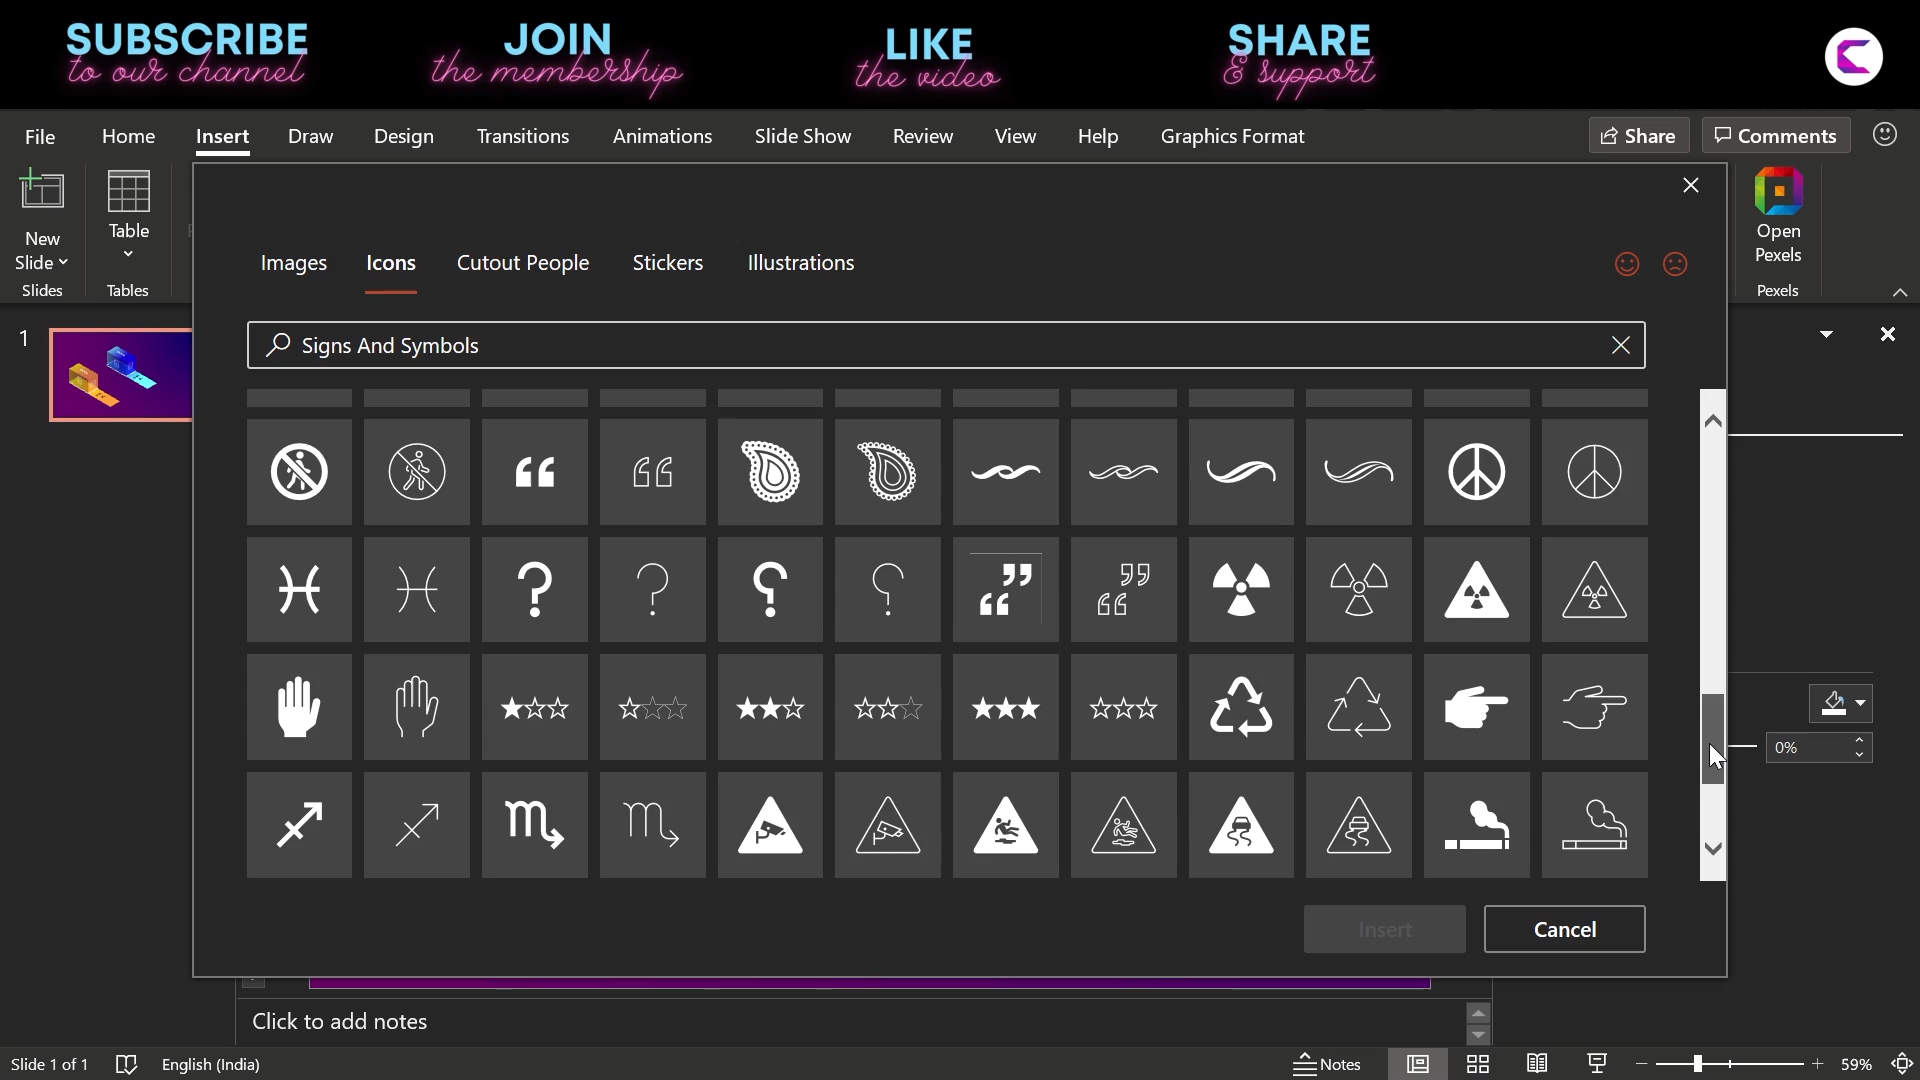 SUBSCRIBE
to our channel
JOIN
the membership
LIKE
the video
SHARE
& support
File
Home
Insert
Draw
Design
Transitions
Animations
Slide Show
Review
View
Help
Graphics Format
Share
Comments
New
Slide
Slides
Table
Tables
Open
Pexels
Pexels
Images
Icons
Cutout People
Stickers
Illustrations
Signs And Symbols
1
0%
Insert
Cancel
Click to add notes
Slide 1 of 1
English (India)
Notes
59%